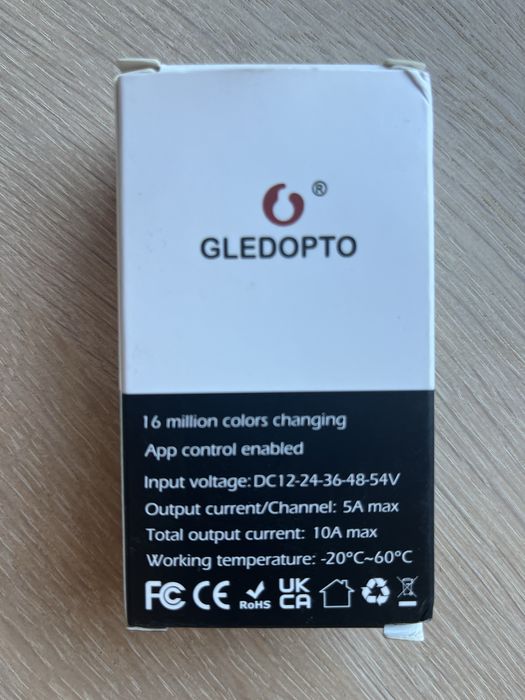 ®
GLEDOPTO
16 million colors changing
App control enabled
Input voltage: DC12-24-36-48-54V
Output current/Channel: 5A max
Total output current: 10A max
Working temperature: -20°C~60°C
FC CE RoHS UK CA